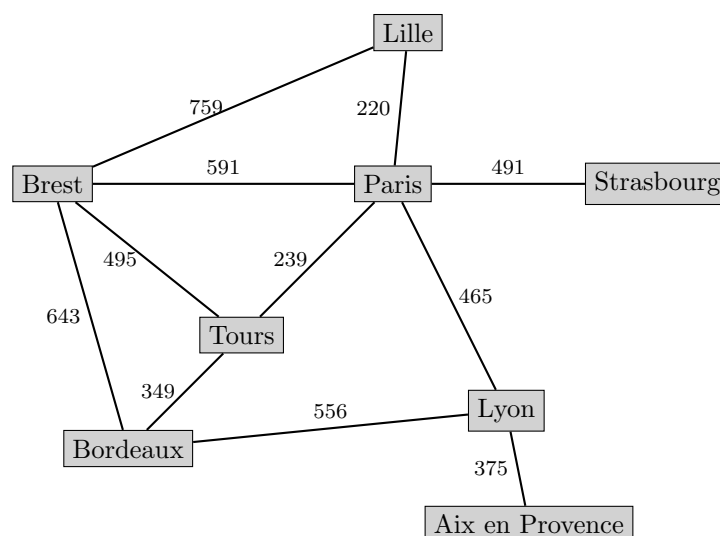 Lille
759
220
Brest
591
Paris
491
Strasbourg
495
239
643
465
Tours
349
556
Lyon
Bordeaux
375
Aix en Provence